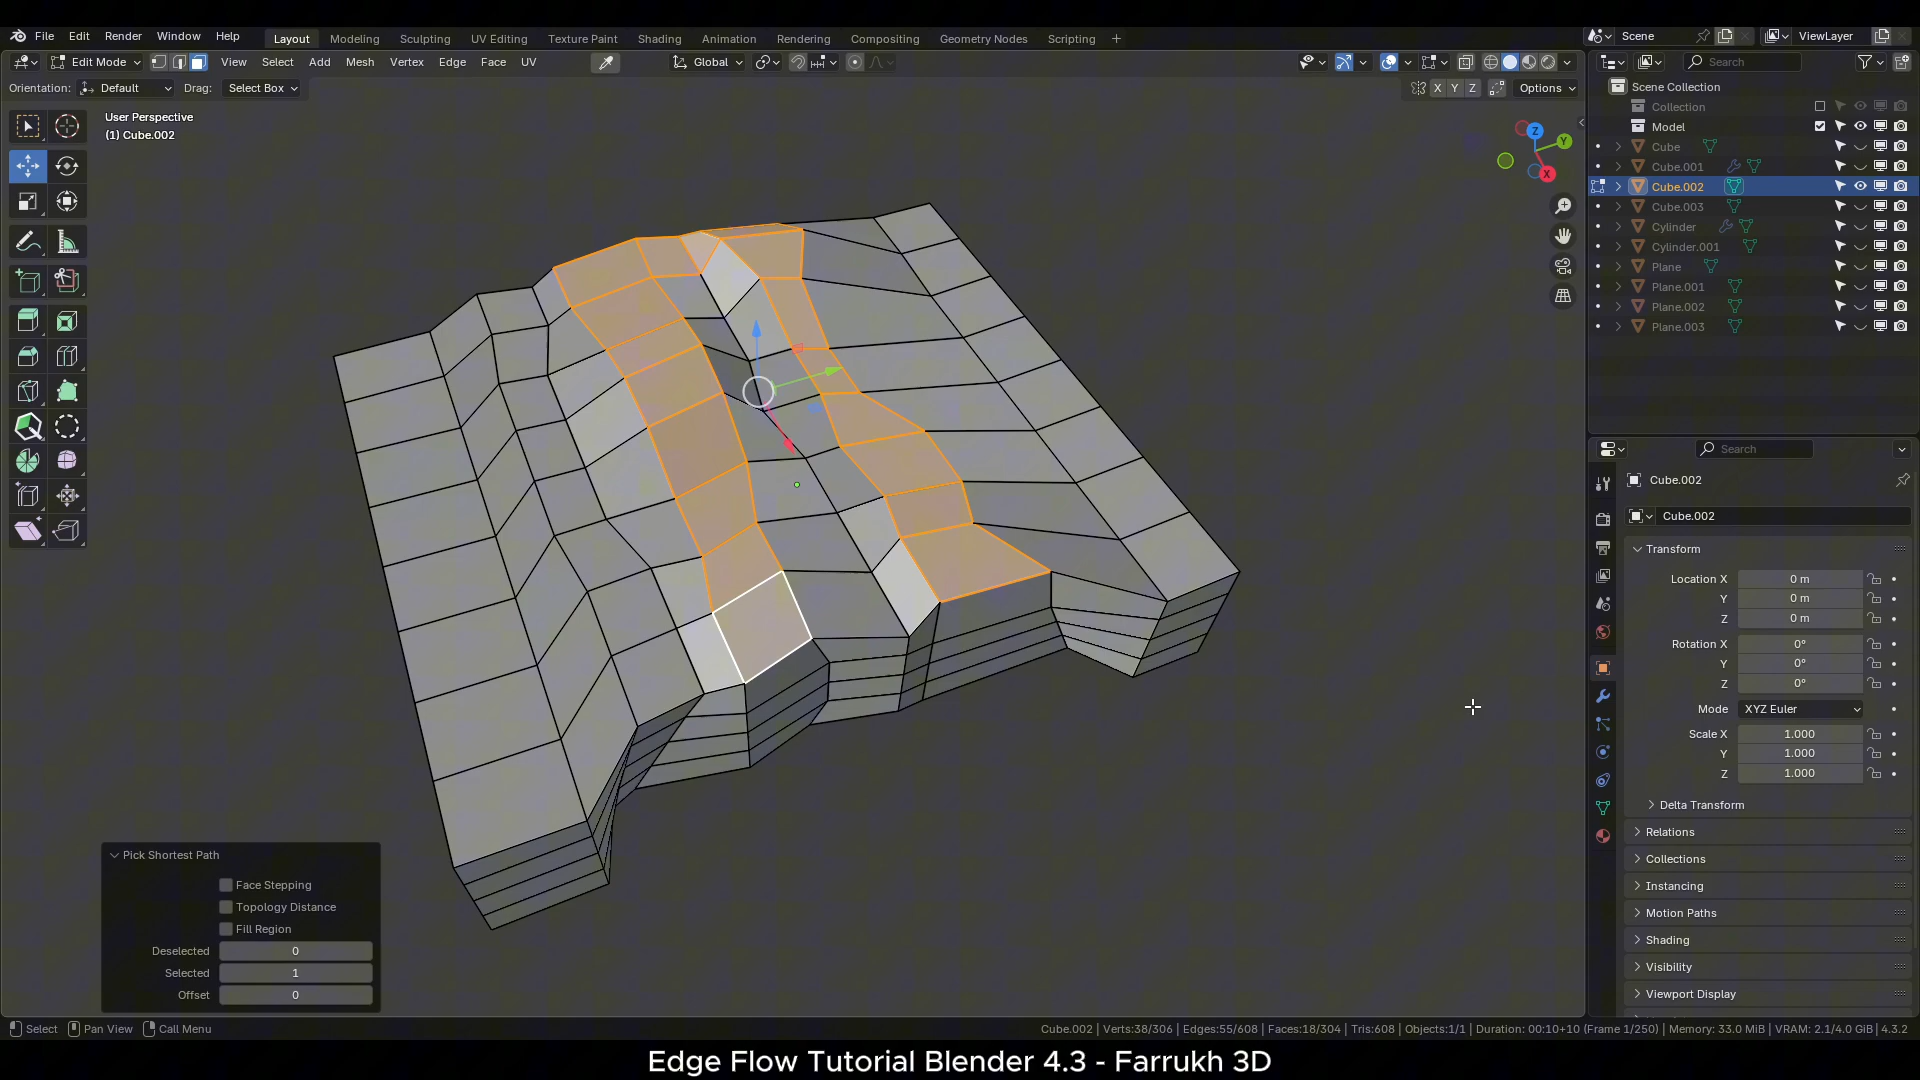 File Edit Render Window Help Layout Modeling Sculpting UV Editing Texture Paint Shading Animation Rendering Compositing Geometry Nodes Scripting + Scene ViewLayer
Edit Mode View Select Add Mesh Vertex Edge Face UV Global Search
Orientation: Default Drag: Select Box X Y Z Options
User Perspective
(1) Cube.002
Z
Y
X
Scene Collection
Collection
Model
Cube
Cube.001
Cube.002
Cube.003
Cylinder
Cylinder.001
Plane
Plane.001
Plane.002
Plane.003
Search
Cube.002
Cube.002
Transform
Location X 0 m
Y 0 m
Z 0 m
Rotation X 0°
Y 0°
Z 0°
Mode XYZ Euler
Scale X 1.000
Y 1.000
Z 1.000
Delta Transform
Relations
Collections
Instancing
Motion Paths
Shading
Visibility
Viewport Display
Pick Shortest Path
Face Stepping
Topology Distance
Fill Region
Deselected 0
Selected 1
Offset 0
Select Pan View Call Menu Cube.002 | Verts:38/306 | Edges:55/608 | Faces:18/304 | Tris:608 | Objects:1/1 | Duration: 00:10+10 (Frame 1/250) | Memory: 33.0 MiB | VRAM: 2.1/4.0 GiB | 4.3.2
Edge Flow Tutorial Blender 4.3 - Farrukh 3D